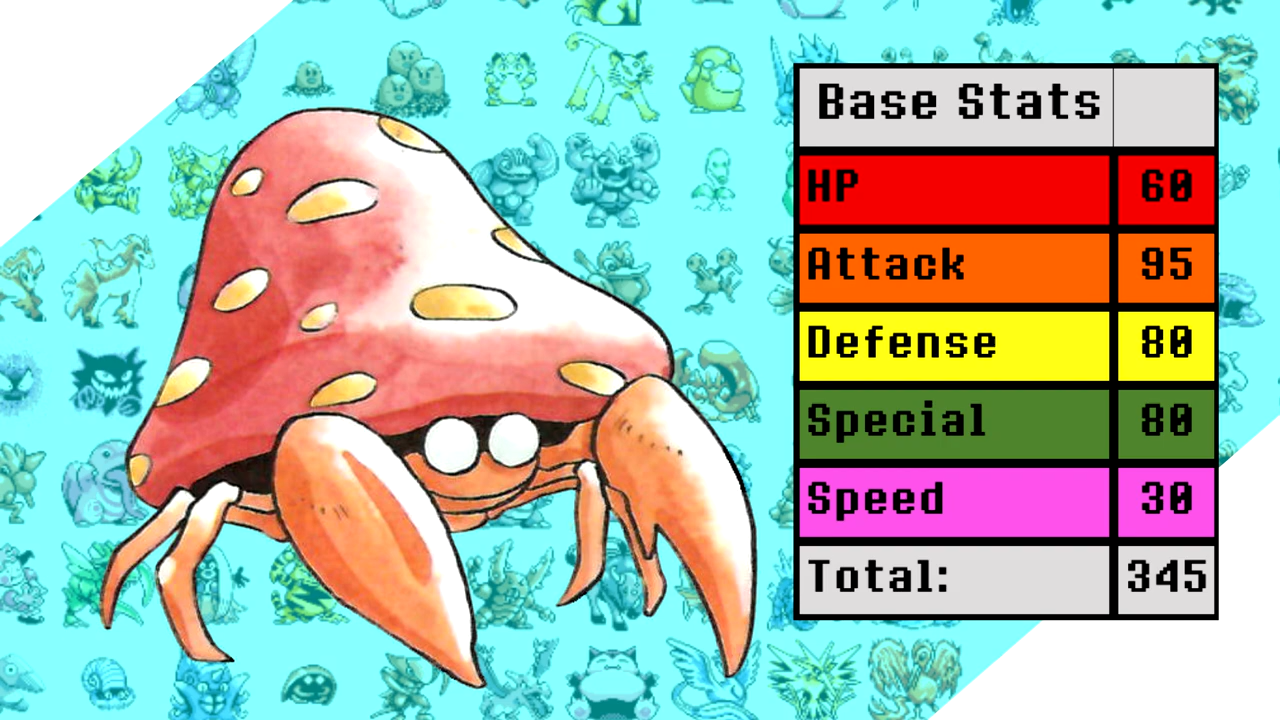 Base Stats
HP 60
Attack 95
Defense 80
Special 80
Speed 30
Total: 345